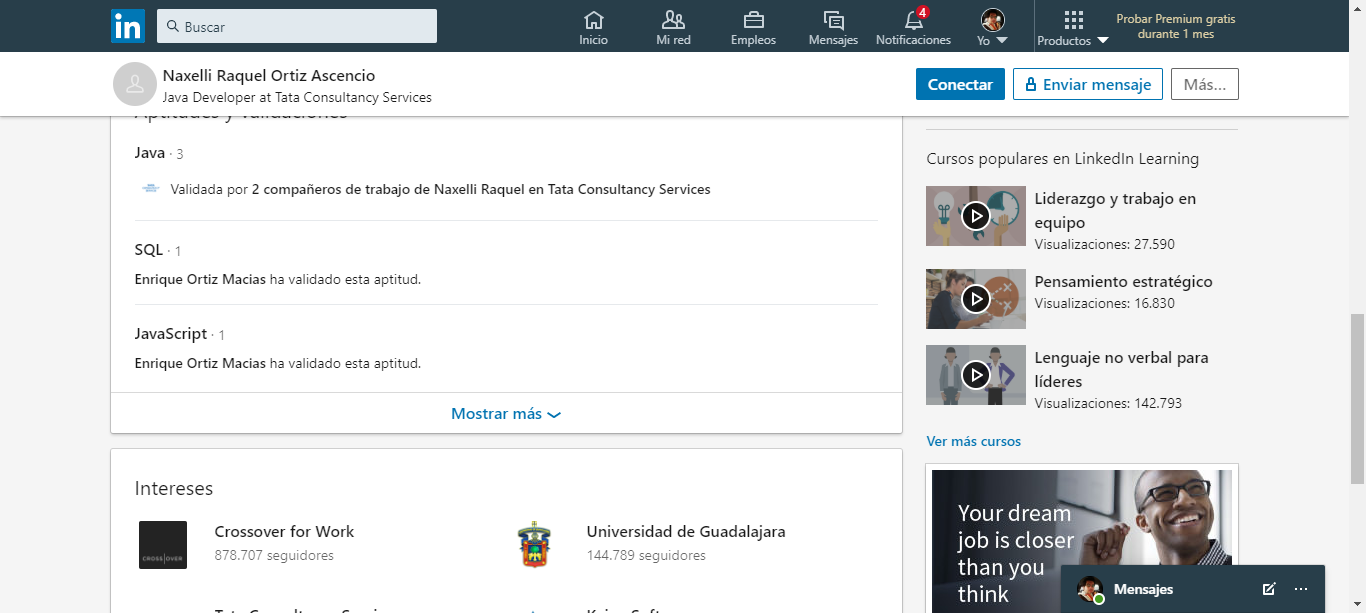 in
Buscar
Inicio
Mi red
Empleos
Mensajes
4
Notificaciones
Yo
Productos
Probar Premium gratis
durante 1 mes
Naxelli Raquel Ortiz Ascencio
Java Developer at Tata Consultancy Services
Conectar
Enviar mensaje
Más...
Aptitudes y validaciones
Java · 3
Validada por 2 compañeros de trabajo de Naxelli Raquel en Tata Consultancy Services
SQL · 1
Enrique Ortiz Macias ha validado esta aptitud.
JavaScript · 1
Enrique Ortiz Macias ha validado esta aptitud.
Mostrar más
Intereses
CROSSOVER
Crossover for Work
878.707 seguidores
Universidad de Guadalajara
144.789 seguidores
Cursos populares en LinkedIn Learning
Liderazgo y trabajo en
equipo
Visualizaciones: 27.590
Pensamiento estratégico
Visualizaciones: 16.830
Lenguaje no verbal para
líderes
Visualizaciones: 142.793
Ver más cursos
Your dream
job is closer
than you
think
Mensajes